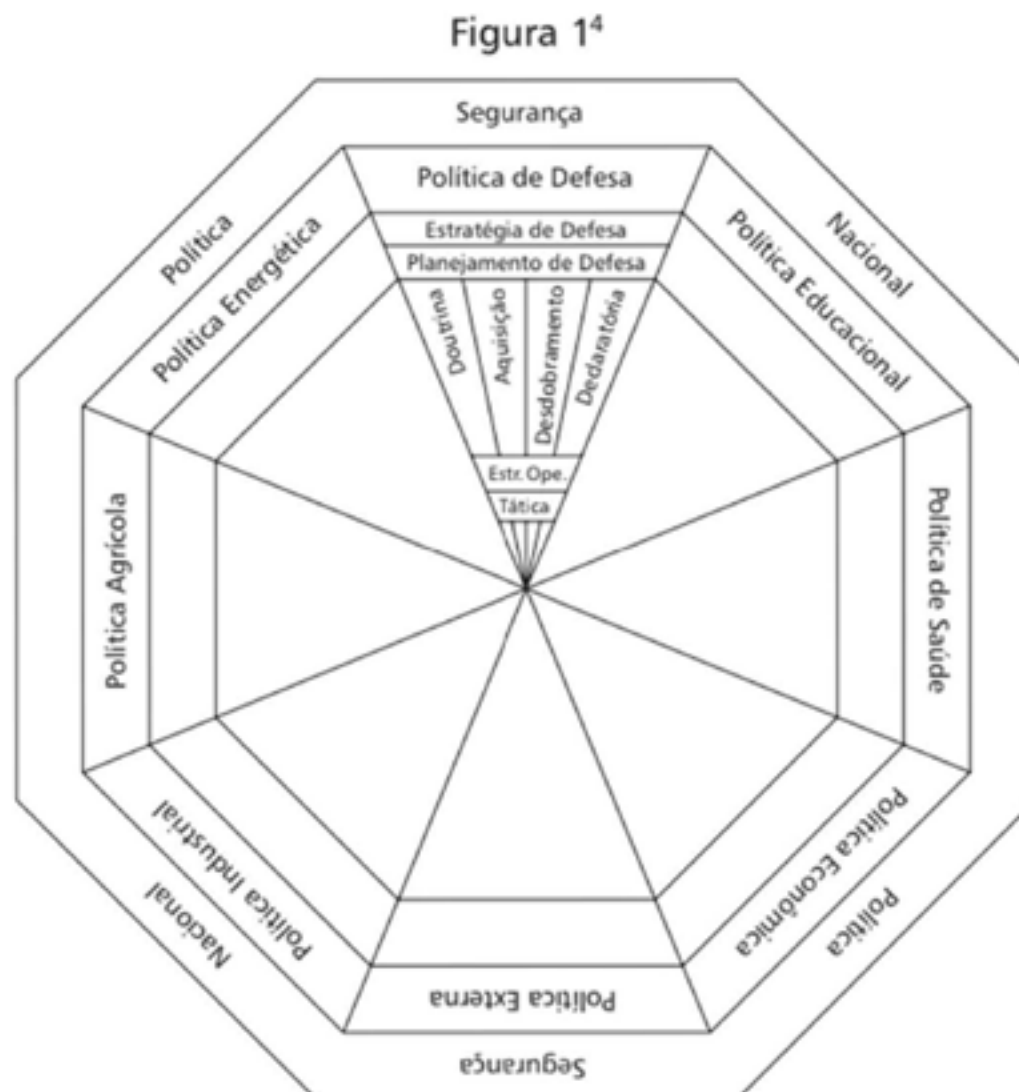 Figura 1⁴
Segurança
Política de Defesa
Estratégia de Defesa
Planejamento de Defesa
Doutrina
Aquisição
Desdobramento
Dedaratória
Estr. Ope.
Tática
Nacional
Política Educacional
Política de Saúde
Política Econômica
Política
Política Externa
Segurança
Política Industrial
Nacional
Política Agrícola
Política Energética
Política